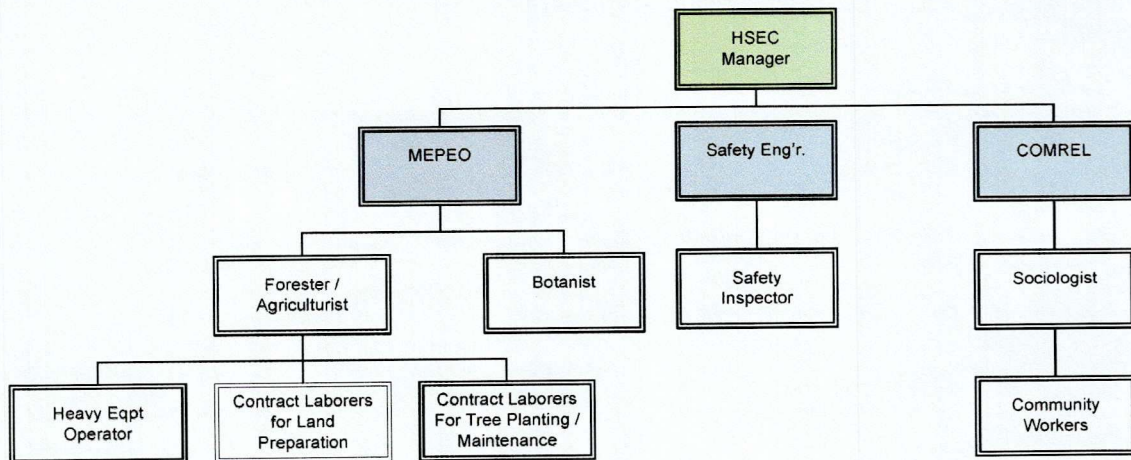 HSEC
Manager
MEPEO
Safety Eng'r.
COMREL
Forester /
Agriculturist
Botanist
Safety
Inspector
Sociologist
Heavy Eqpt
Operator
Contract Laborers
for Land
Preparation
Contract Laborers
For Tree Planting /
Maintenance
Community
Workers